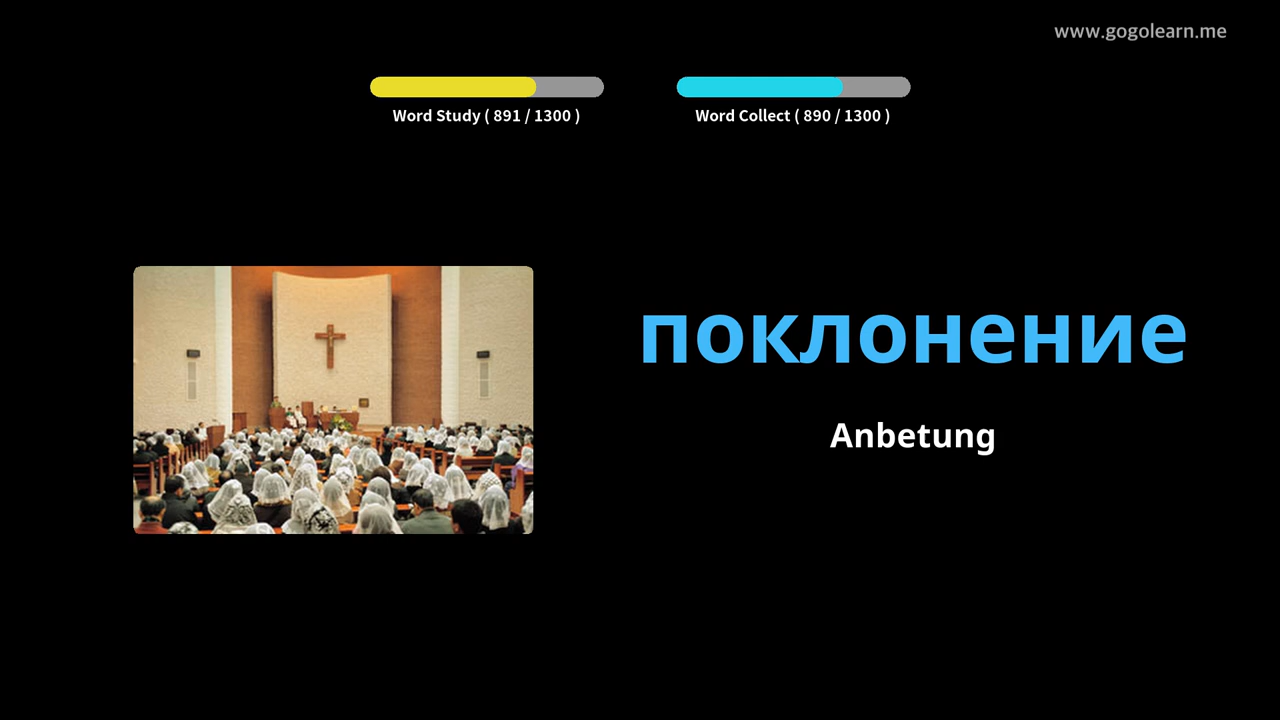 www.gogolearn.me
Word Study ( 891 / 1300 )
Word Collect ( 890 / 1300 )
поклонение
Anbetung